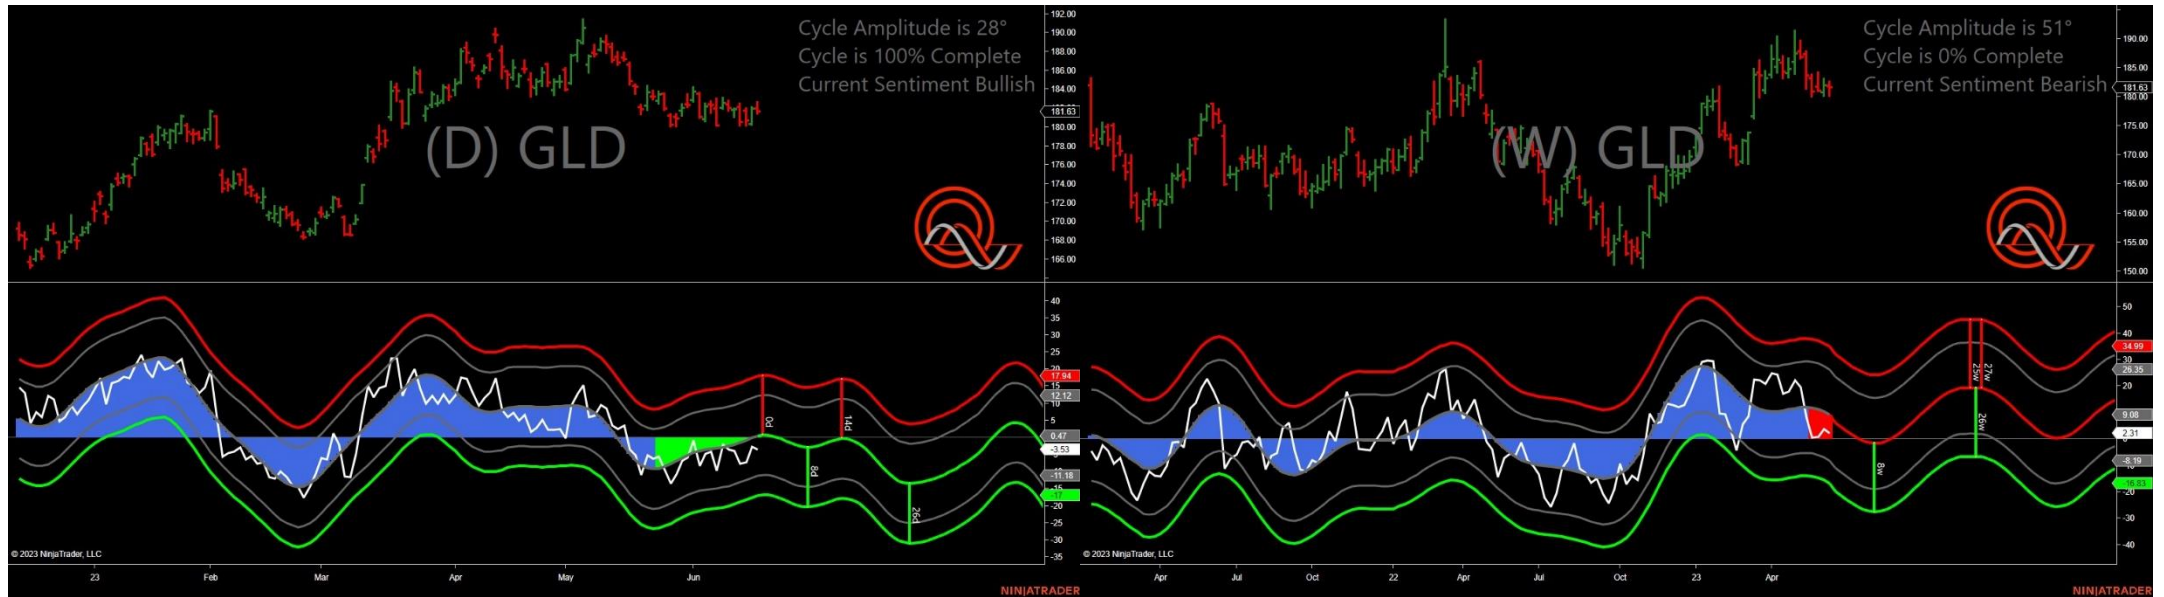 Cycle Amplitude is 28°
Cycle is 100% Complete
Current Sentiment Bullish
(D) GLD
192.00
190.00
188.00
186.00
184.00
181.63
180.00
178.00
176.00
174.00
172.00
170.00
168.00
166.00
40
35
30
25
20
17.94
15
12.12
10
5
0.47
-3.53
-11.18
-15
-17
-20
-25
-30
-35
0d
8d
14d
26d
© 2023 NinjaTrader, LLC
23
Feb
Mar
Apr
May
Jun
NINJATRADER
Cycle Amplitude is 51°
Cycle is 0% Complete
Current Sentiment Bearish
(W) GLD
190.00
185.00
181.63
180.00
175.00
170.00
165.00
160.00
155.00
150.00
50
40
34.99
30
26.35
20
9.08
2.31
-8.19
-16.83
-20
-30
-40
8w
25w
27w
26w
© 2023 NinjaTrader, LLC
Apr
Jul
Oct
22
Apr
Jul
Oct
23
Apr
NINJATRADER